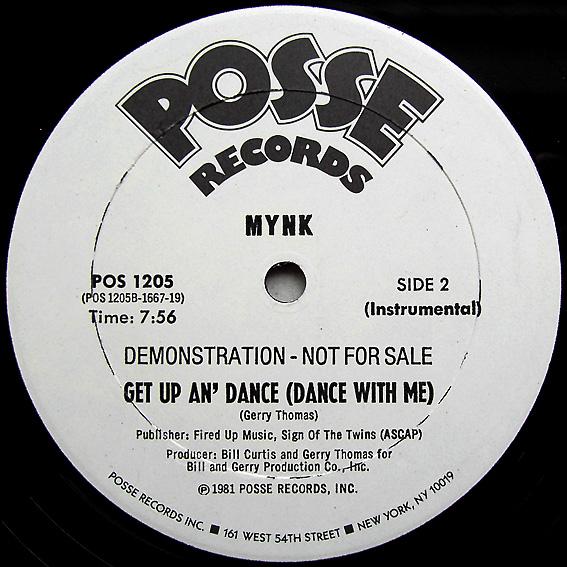 POSSE
RECORDS
MYNK
POS 1205
(POS 1205B-1667-19)
Time: 7:56
SIDE 2
(Instrumental)
DEMONSTRATION - NOT FOR SALE
GET UP AN' DANCE (DANCE WITH ME)
(Gerry Thomas)
Publisher: Fired Up Music, Sign Of The Twins (ASCAP)
Producer: Bill Curtis and Gerry Thomas for
Bill and Gerry Production Co., Inc.
℗ 1981 POSSE RECORDS, INC.
POSSE RECORDS INC. ■ 161 WEST 54TH STREET ■ NEW YORK, NY 10019